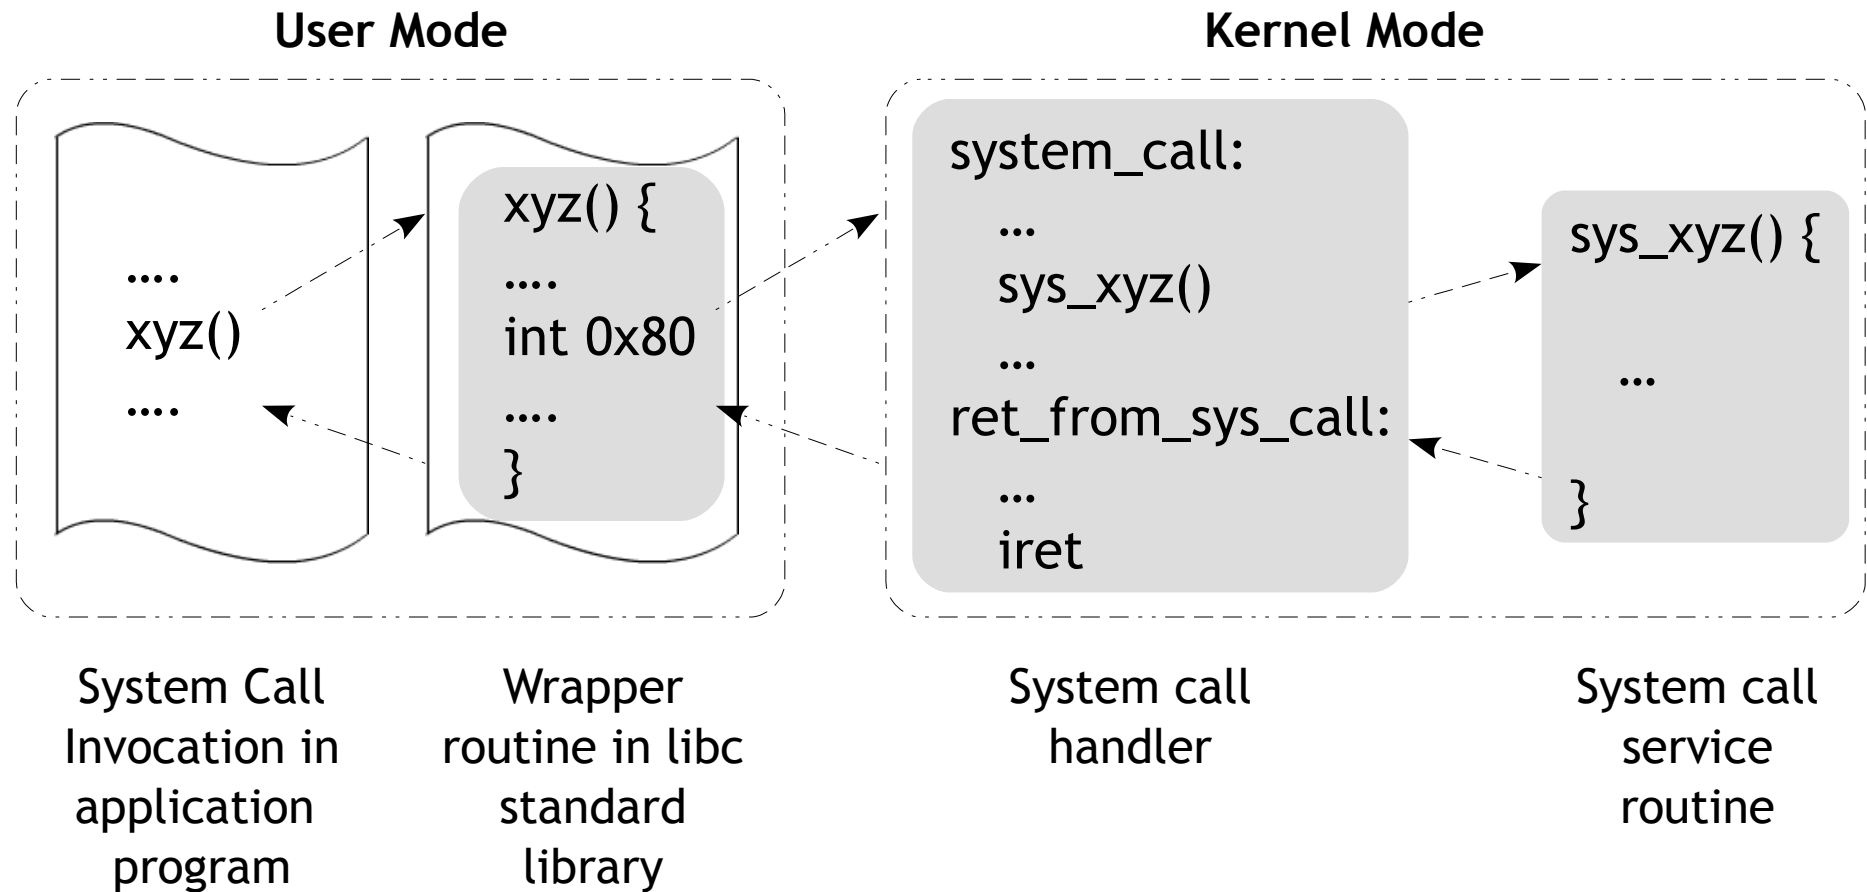 User Mode
Kernel Mode
....
xyz()
....
xyz() {
....
int 0x80
....
}
system_call:
...
sys_xyz()
...
ret_from_sys_call:
...
iret
sys_xyz() {
...
}
System Call
Invocation in
application
program
Wrapper
routine in libc
standard
library
System call
handler
System call
service
routine